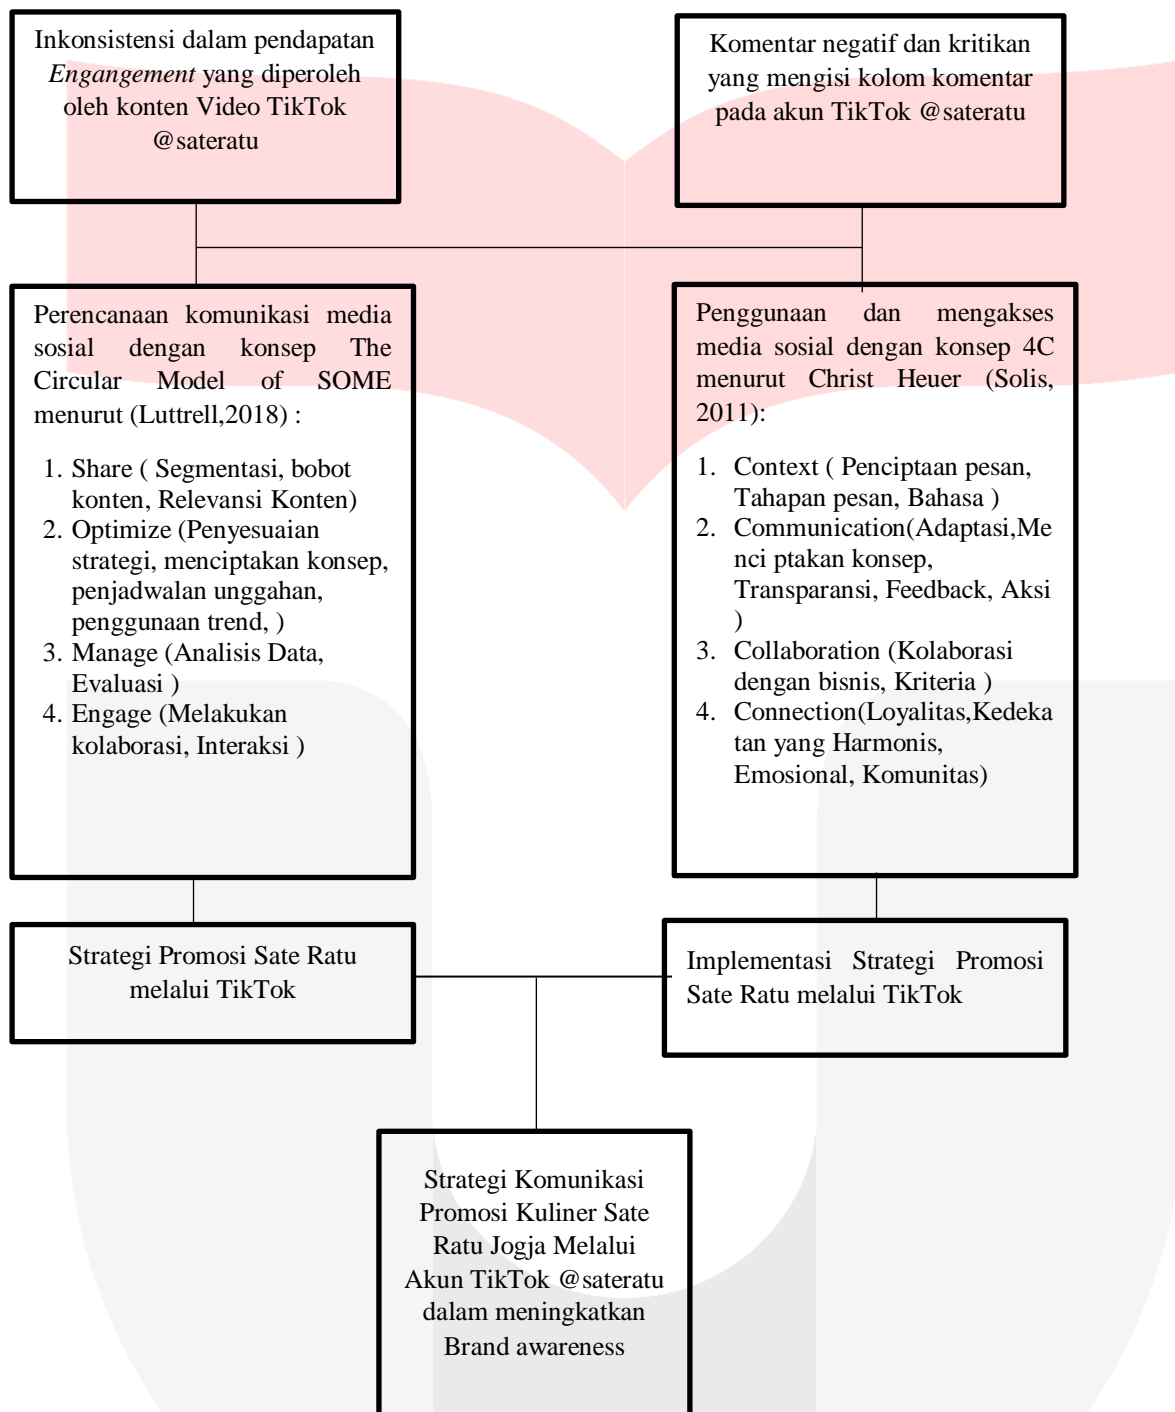 Inkonsistensi dalam pendapatan
Engangement yang diperoleh
oleh konten Video TikTok
@sateratu
Komentar negatif dan kritikan
yang mengisi kolom komentar
pada akun TikTok @sateratu
Perencanaan komunikasi media
sosial dengan konsep The
Circular Model of SOME
menurut (Luttrell,2018) :
1. Share ( Segmentasi, bobot
konten, Relevansi Konten)
2. Optimize (Penyesuaian
strategi, menciptakan konsep,
penjadwalan unggahan,
penggunaan trend, )
3. Manage (Analisis Data,
Evaluasi )
4. Engage (Melakukan
kolaborasi, Interaksi )
Penggunaan dan mengakses
media sosial dengan konsep 4C
menurut Christ Heuer (Solis,
2011):
1. Context ( Penciptaan pesan,
Tahapan pesan, Bahasa )
2. Communication(Adaptasi,Me
nci ptakan konsep,
Transparansi, Feedback, Aksi
)
3. Collaboration (Kolaborasi
dengan bisnis, Kriteria )
4. Connection(Loyalitas,Kedeka
tan yang Harmonis,
Emosional, Komunitas)
Strategi Promosi Sate Ratu
melalui TikTok
Implementasi Strategi Promosi
Sate Ratu melalui TikTok
Strategi Komunikasi
Promosi Kuliner Sate
Ratu Jogja Melalui
Akun TikTok @sateratu
dalam meningkatkan
Brand awareness